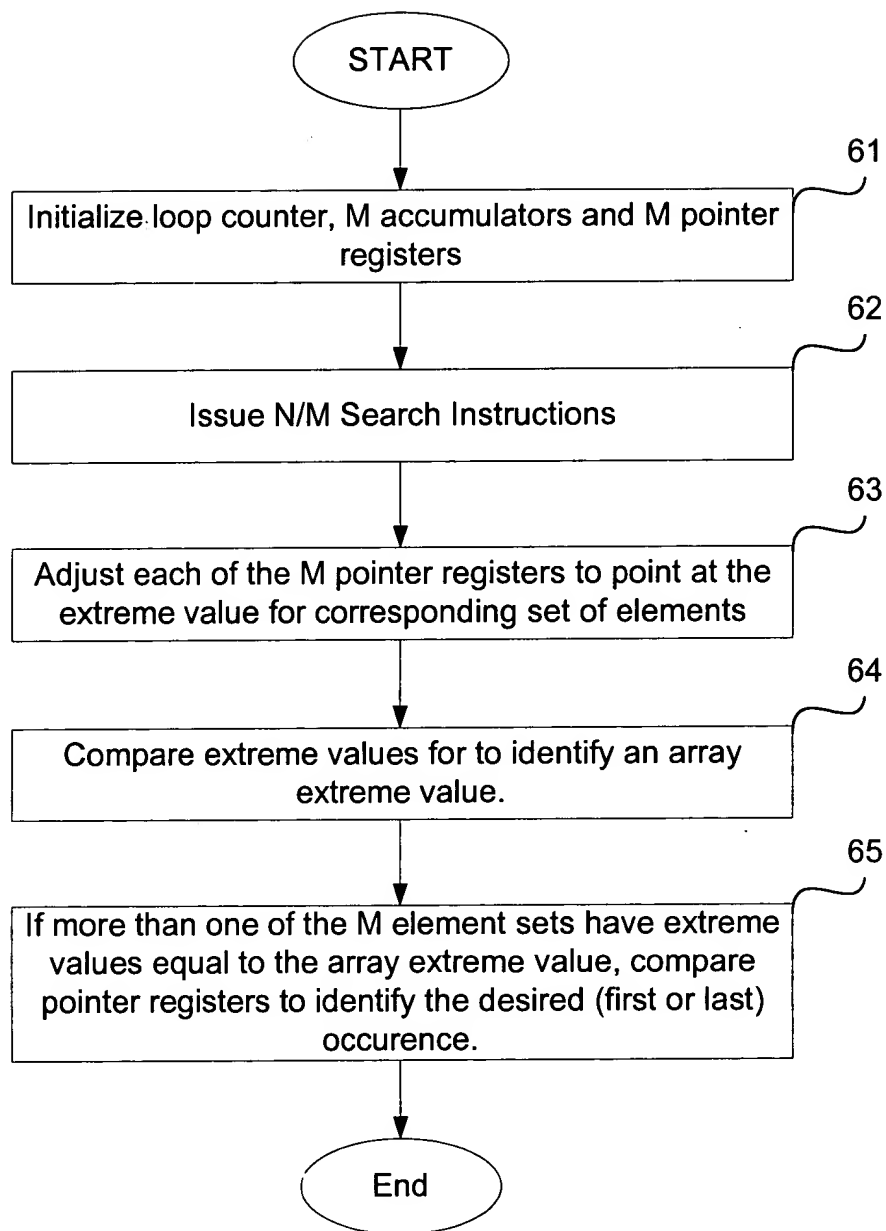 START
61
Initialize loop counter, M accumulators and M pointer
registers
62
Issue N/M Search Instructions
63
Adjust each of the M pointer registers to point at the
extreme value for corresponding set of elements
64
Compare extreme values for to identify an array
extreme value.
65
If more than one of the M element sets have extreme
values equal to the array extreme value, compare
pointer registers to identify the desired (first or last)
occurence.
End